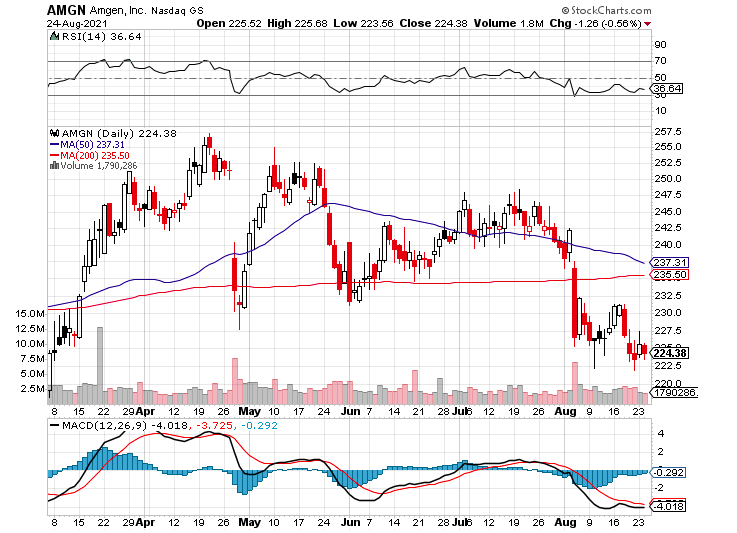 AMGN Amgen, Inc. Nasdaq GS © StockCharts.com
24-Aug-2021 Open 225.52 High 225.68 Low 223.56 Close 224.38 Volume 1.8M Chg -1.26 (-0.56%)
RSI(14) 36.64
90
70
50
36.64
30
10
AMGN (Daily) 224.38
MA(50) 237.31
MA(200) 235.50
Volume 1,790,286
257.5
255.0
252.5
250.0
247.5
245.0
242.5
240.0
237.31
235.50
232.5
230.0
227.5
224.38
222.5
220.0
1790286
15.0M
12.5M
10.0M
7.5M
5.0M
2.5M
8 15 22 29 Apr 12 19 26 May 10 17 24 Jun 7 14 21 28 Jul 6 12 19 26 Aug 9 16 23
MACD(12,26,9) -4.018, -3.725, -0.292
4
2
-0.292
-2
-4.018
8 15 22 29 Apr 12 19 26 May 10 17 24 Jun 7 14 21 28 Jul 6 12 19 26 Aug 9 16 23